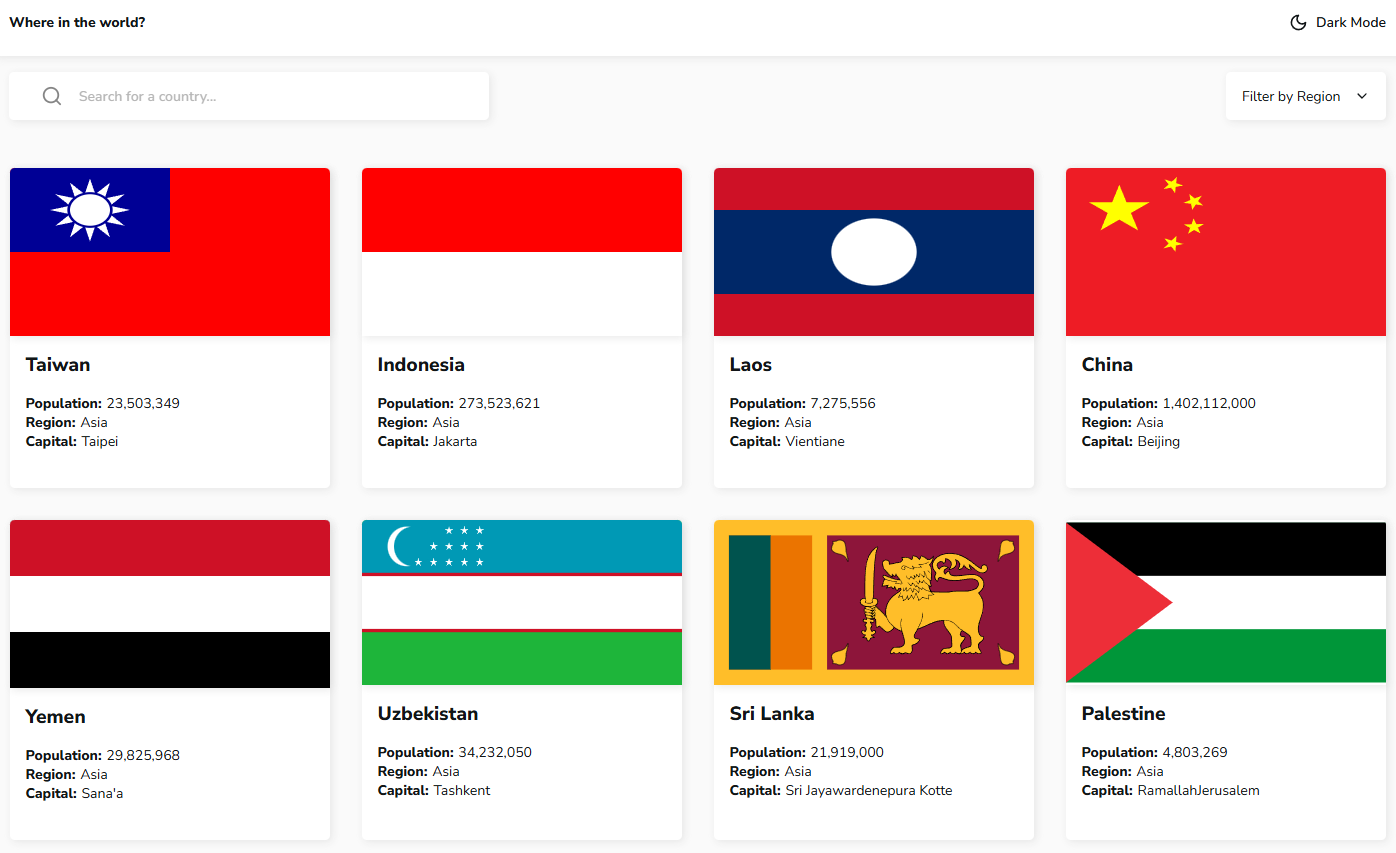 Where in the world?
Dark Mode
Search for a country...
Filter by Region
Taiwan
Population: 23,503,349
Region: Asia
Capital: Taipei
Indonesia
Population: 273,523,621
Region: Asia
Capital: Jakarta
Laos
Population: 7,275,556
Region: Asia
Capital: Vientiane
China
Population: 1,402,112,000
Region: Asia
Capital: Beijing
Yemen
Population: 29,825,968
Region: Asia
Capital: Sana'a
Uzbekistan
Population: 34,232,050
Region: Asia
Capital: Tashkent
Sri Lanka
Population: 21,919,000
Region: Asia
Capital: Sri Jayawardenepura Kotte
Palestine
Population: 4,803,269
Region: Asia
Capital: RamallahJerusalem